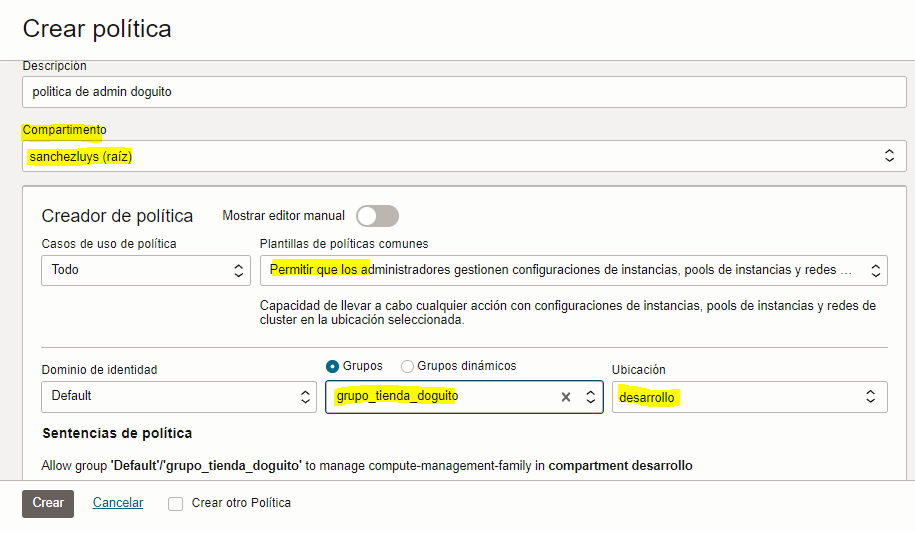 Crear política
Descripción
politica de admin doguito
Compartimento
sanchezluys (raíz)
Creador de política Mostrar editor manual
Casos de uso de política Plantillas de políticas comunes
Todo Permitir que los administradores gestionen configuraciones de instancias, pools de instancias y redes ...
Capacidad de llevar a cabo cualquier acción con configuraciones de instancias, pools de instancias y redes de
cluster en la ubicación seleccionada.
Dominio de identidad Grupos Grupos dinámicos Ubicación
Default grupo_tienda_doguito desarrollo
Sentencias de política
Allow group 'Default'/'grupo_tienda_doguito' to manage compute-management-family in compartment desarrollo
Crear Cancelar Crear otro Política